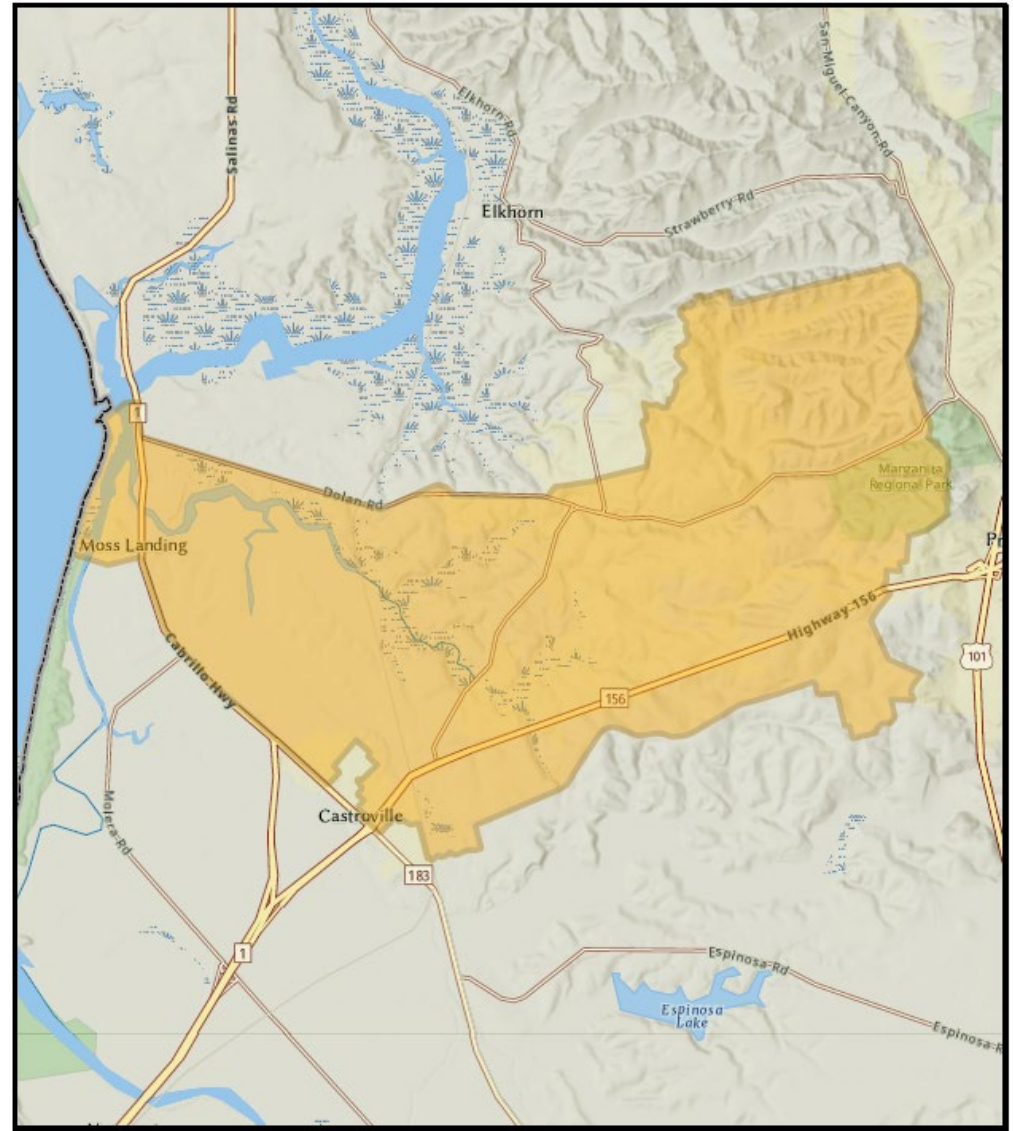 Salinas Rd
Elkhorn Rd
San Miguel Canyon Rd
Elkhorn
Strawberry Rd
1
Manzanita
Regional Park
Dolan Rd
Moss Landing
Pr
Highway 156
101
156
Cabrillo Hwy
Molera Rd
Castroville
183
1
Espinosa Rd
Espinosa
Lake
Espinosa R